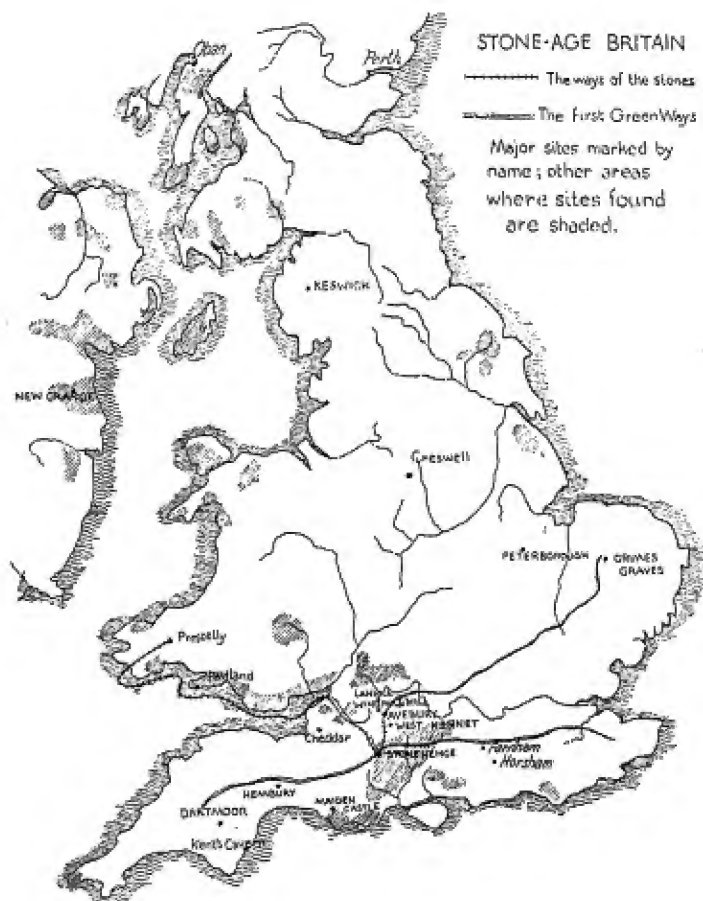 Oban
Perth
STONE-AGE BRITAIN
The ways of the stones
The First Green Ways
Major sites marked by
name; other areas
where sites found
are shaded.
KESWICK
NEW GRANGE
Creswell
PETERBOROUGH
GRIMES
GRAVES
Prescelly
WINDMILL HILL
AVEBURY
WEST KENNET
Cheddar
STONEHENGE
Farnham
Horsham
HEMBURY
MAIDEN
CASTLE
DARTMOOR
Kent's Cavern